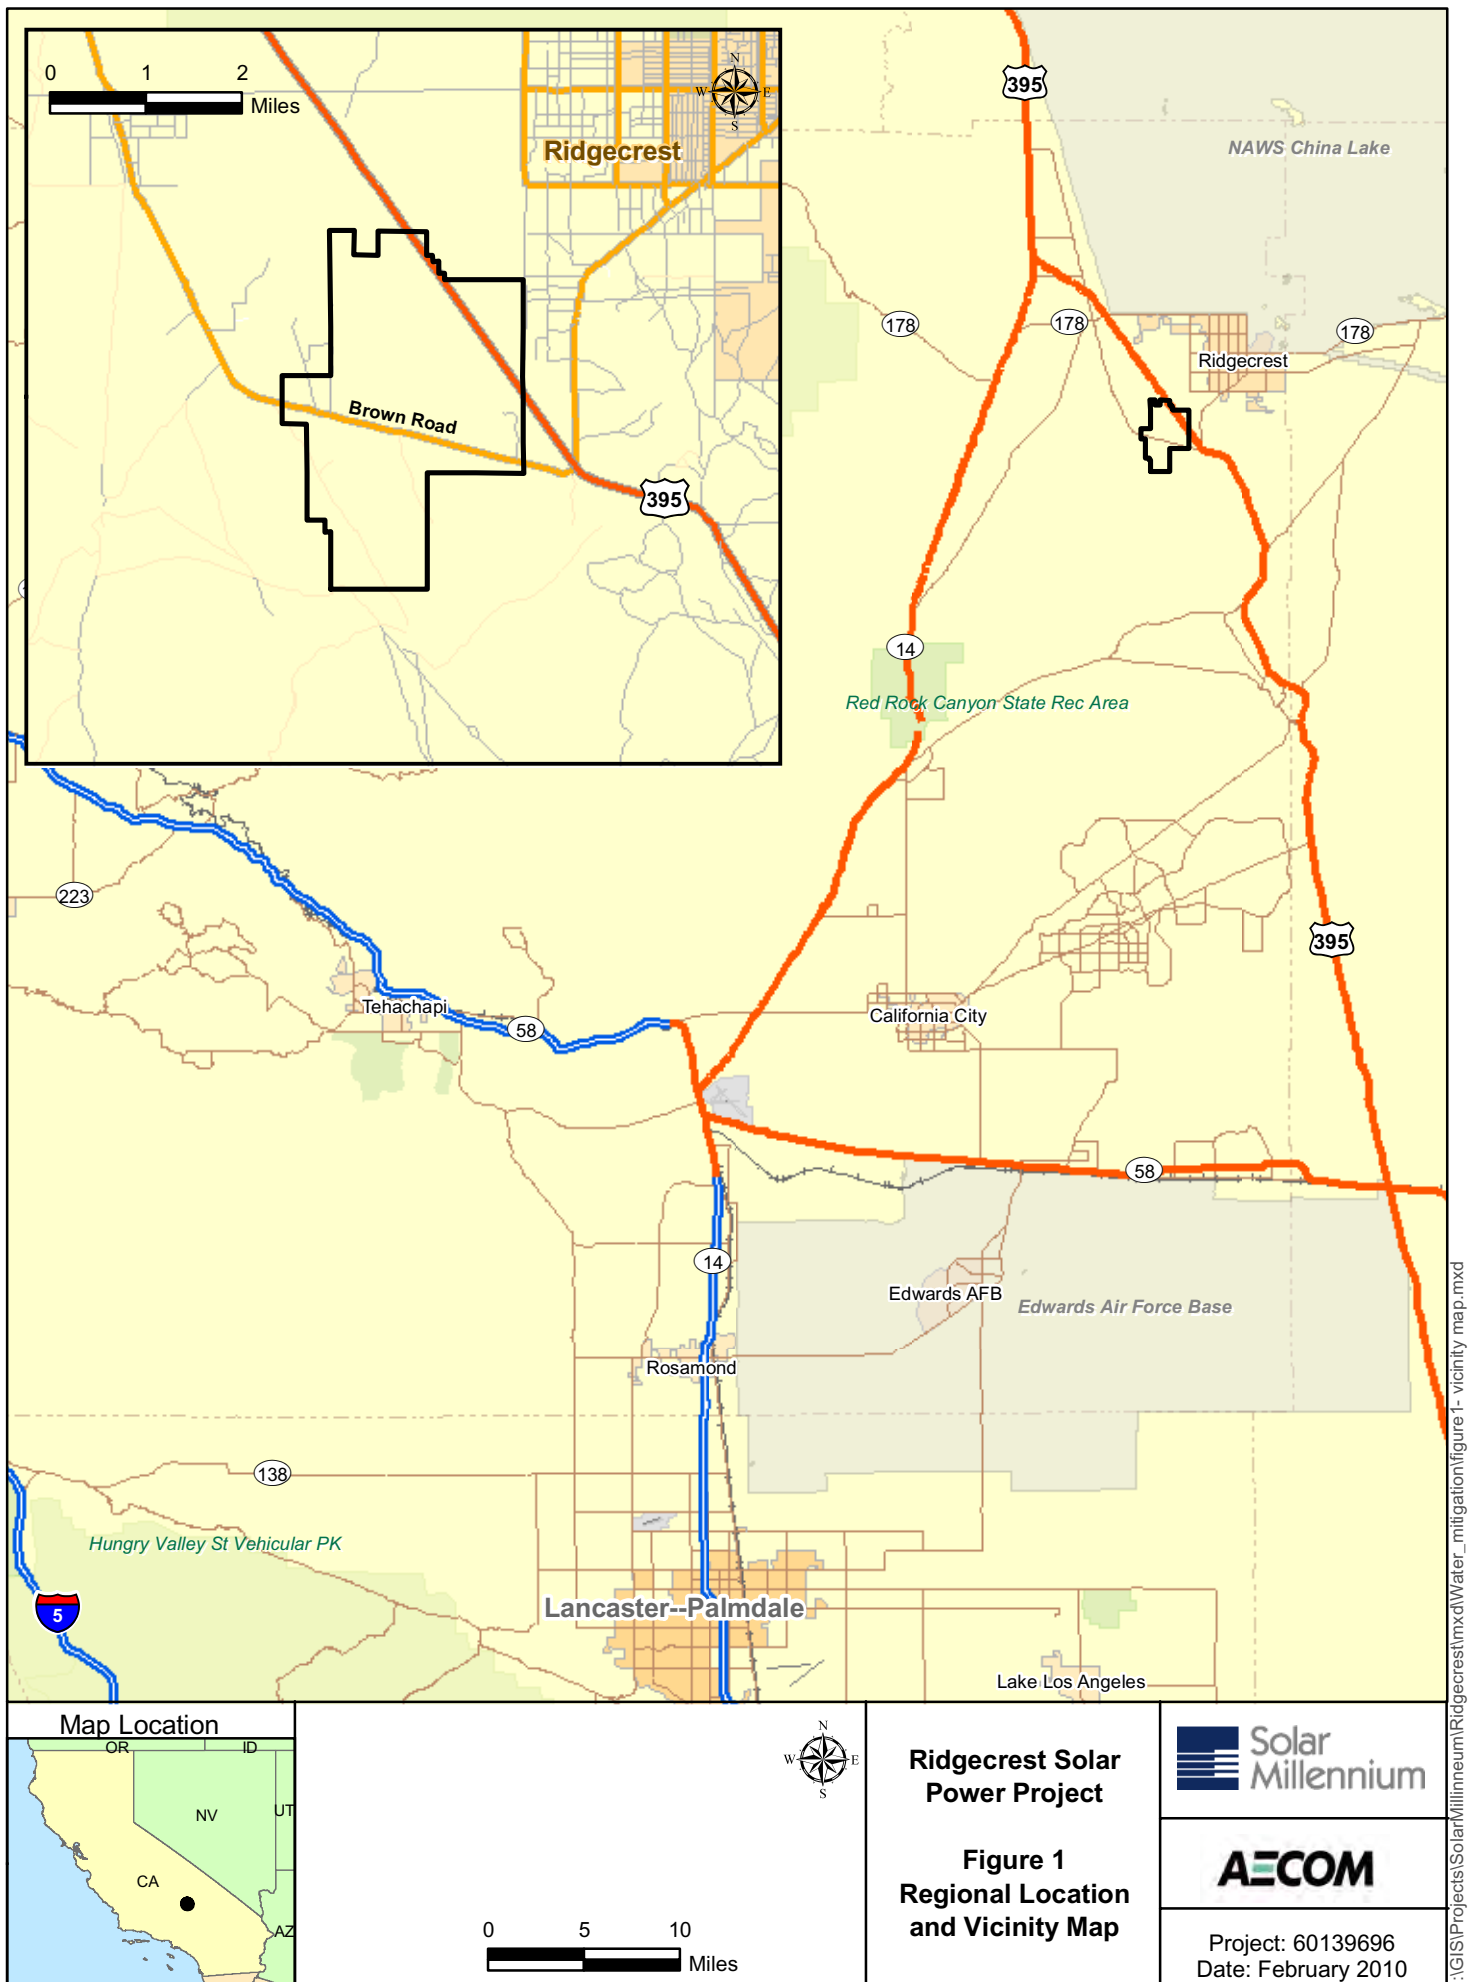 0 1 2
Miles
N
W E
S
Ridgecrest
Brown Road
395
395
NAWS China Lake
178
178
178
Ridgecrest
14
Red Rock Canyon State Rec Area
223
395
Tehachapi
58
California City
58
14
Edwards AFB
Edwards Air Force Base
Rosamond
138
Hungry Valley St Vehicular PK
5
Lancaster--Palmdale
Lake Los Angeles
Map Location
OR ID
NV
UT
CA
AZ
N
W E
S
0 5 10
Miles
Ridgecrest Solar
Power Project
Figure 1
Regional Location
and Vicinity Map
Solar
Millennium
AECOM
Project: 60139696
Date: February 2010
:\GIS\Projects\SolarMillinneum\Ridgecrest\mxd\Water_mitigation\figure1- vicinity map.mxd